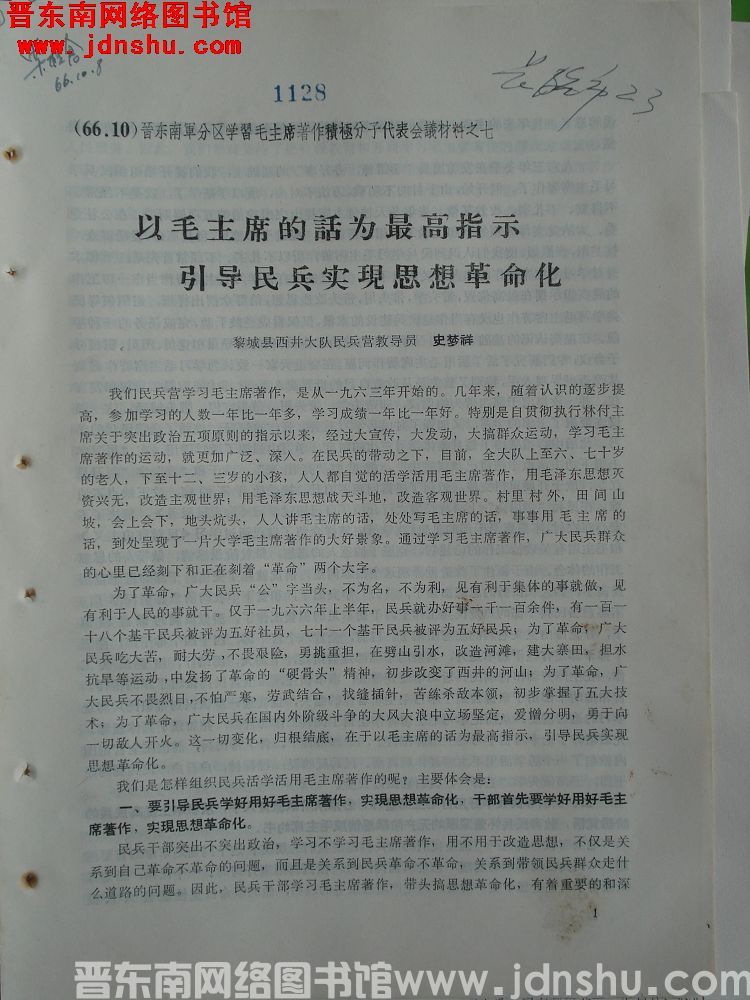 晋东南网络图书馆
www.jdnshu.com
66.10.8
1128
23
(66.10)晋东南軍分区学習毛主席著作積極分子代表会議材料之七
以毛主席的話为最高指示
引导民兵实現思想革命化
黎城县西井大队民兵营教导员 史梦祥
我们民兵营学习毛主席著作，是从一九六三年开始的。几年来，随着认识的逐步提
高，参加学习的人数一年比一年多，学习成绩一年比一年好。特别是自贯彻执行林付主
席关于突出政治五项原则的指示以来，经过大宣传，大发动，大搞群众运动，学习毛主
席著作的运动，就更加广泛、深入。在民兵的带动之下，目前，全大队上至六、七十岁
的老人，下至十二、三岁的小孩，人人都自觉的活学活用毛主席著作，用毛泽东思想灭
资兴无，改造主观世界；用毛泽东思想战天斗地，改造客观世界。村里村外，田间山
坡，会上会下，地头炕头，人人讲毛主席的话，处处写毛主席的话，事事用毛主席的
话，到处呈现了一片大学毛主席著作的大好景象。通过学习毛主席著作，广大民兵群众
的心里已经刻下和正在刻着“革命”两个大字。
为了革命，广大民兵“公”字当头，不为名，不为利，见有利于集体的事就做，见
有利于人民的事就干。仅于一九六六年上半年，民兵就办好事一千一百余件，有一百一
十八个基干民兵被评为五好社员，七十一个基干民兵被评为五好民兵；为了革命，广大
民兵吃大苦，耐大劳，不畏艰险，勇挑重担，在劈山引水，改造河滩，建大寨田，担水
抗旱等运动，中发扬了革命的“硬骨头”精神，初步改变了西井的河山；为了革命，广
大民兵不畏烈日，不怕严寒，劳武结合，找缝插针，苦练杀敌本领，初步掌握了五大技
术；为了革命，广大民兵在国内外阶级斗争的大风大浪中立场坚定，爱僧分明，勇于向
一切敌人开火。这一切变化，归根结底，在于以毛主席的话为最高指示，引导民兵实现
思想革命化。
我们是怎样组织民兵活学活用毛主席著作的呢？主要体会是：
一、要引导民兵学好用好毛主席著作，实现思想革命化，干部首先要学好用好毛主
席著作，实现思想革命化。
民兵干部突出不突出政治，学习不学习毛主席著作，用不用于改造思想，不仅是关
系到自己革命不革命的问题，而且是关系到民兵革命不革命，关系到带领民兵群众走什
么道路的问题。因此，民兵干部学习毛主席著作，带头搞思想革命化，有着重要的和深
1
晋东南网络图书馆www.jdnshu.com